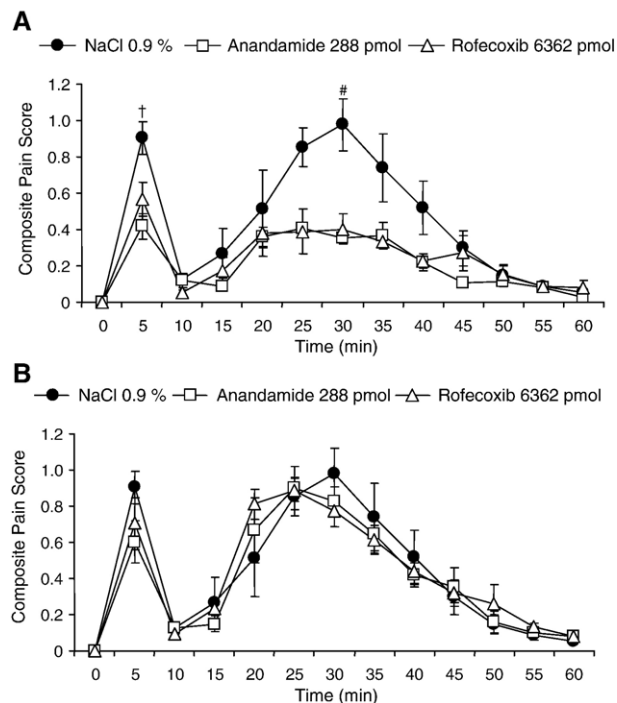 A
NaCl 0.9 % Anandamide 288 pmol Rofecoxib 6362 pmol
1.2
1.0
0.8
0.6
0.4
0.2
0
Composite Pain Score
†
#
0 5 10 15 20 25 30 35 40 45 50 55 60
Time (min)
B
NaCl 0.9 % Anandamide 288 pmol Rofecoxib 6362 pmol
1.2
1.0
0.8
0.6
0.4
0.2
0
Composite Pain Score
0 5 10 15 20 25 30 35 40 45 50 55 60
Time (min)